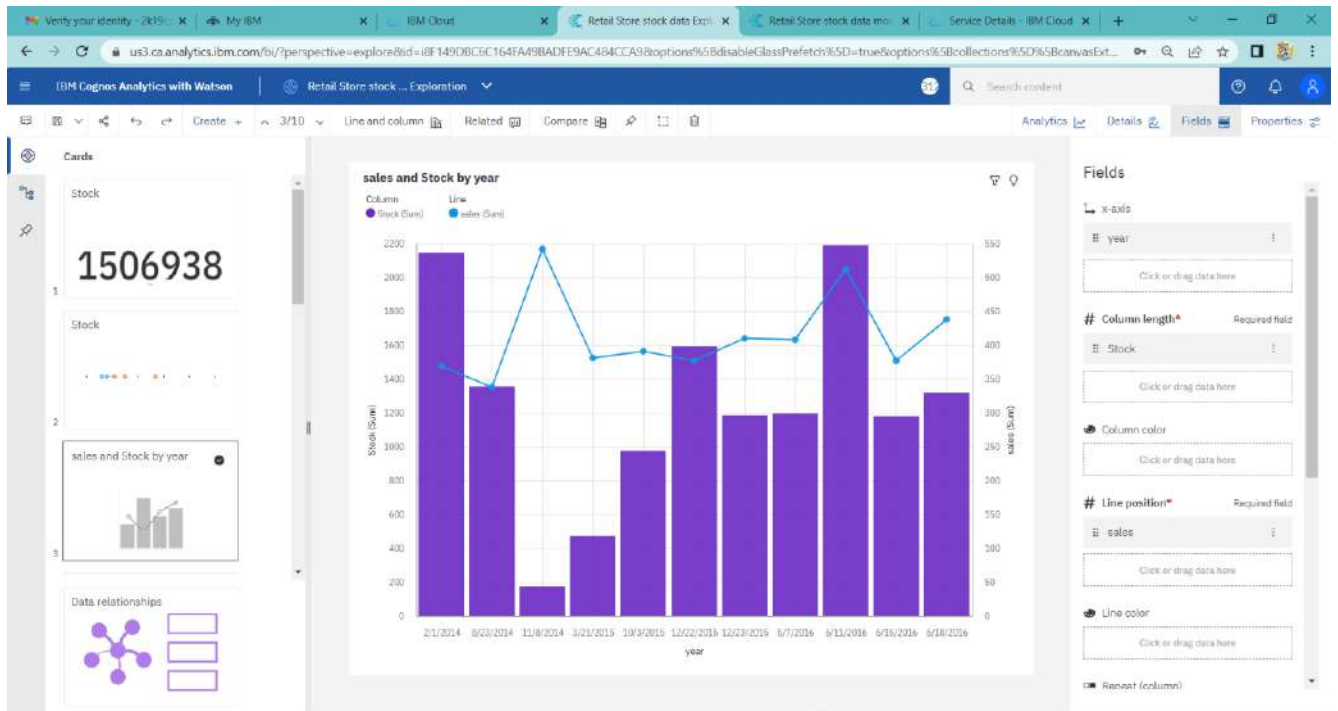 Verify your identity - 2k19c
My IBM
IBM Cloud
Retail Store stock data Expl
Retail Store stock data mod
Service Details - IBM Cloud
us3.ca.analytics.ibm.com/bi/?perspective=explore&id=i8F149DBC6C164FA49BADFE9AC484CCA9&options%5BdisableGlassPrefetch%5D=true&options%5Bcollections%5D%5BcanvasExt...
IBM Cognos Analytics with Watson
Retail Store stock ... Exploration
Search content
Create +
3/10
Line and column
Related
Compare
Analytics
Details
Fields
Properties
Cards
Stock
1506938
1
Stock
2
sales and Stock by year
3
Data relationships
sales and Stock by year
Column
Line
Stock (Sum)
sales (Sum)
2200
2000
1800
1600
1400
1200
1000
800
600
400
200
0
Stock (Sum)
550
500
450
400
350
300
250
200
150
100
50
0
sales (Sum)
2/1/2014 8/23/2014 11/8/2014 3/21/2015 10/3/2015 12/22/2015 12/23/2016 6/7/2016 6/11/2016 6/16/2016 6/18/2016
year
Fields
x-axis
year
Click or drag data here
# Column length* Required field
Stock
Click or drag data here
Column color
Click or drag data here
# Line position* Required field
sales
Click or drag data here
Line color
Click or drag data here
Repeat (column)